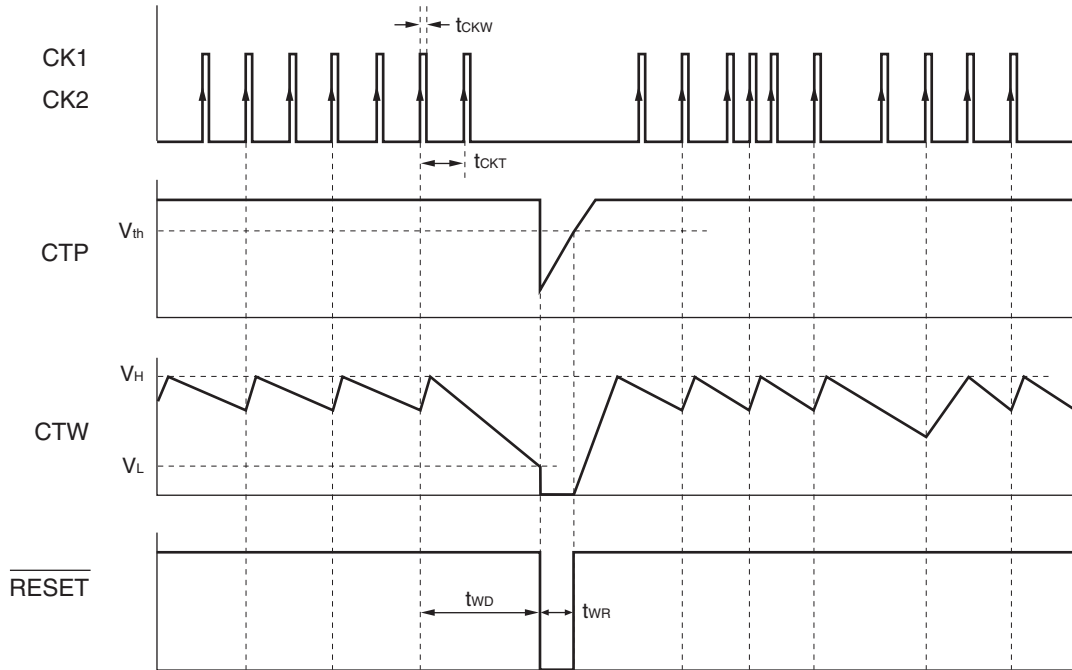 tCKW
CK1
CK2
tCKT
Vth
CTP
VH
CTW
VL
RESET
tWD
tWR